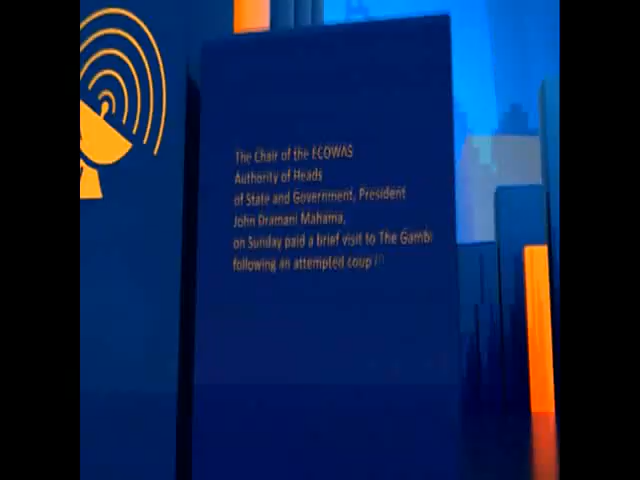 The Chair of the ECOWAS
Authority of Heads
of State and Government, President
John Dramani Mahama,
on Sunday paid a brief visit to The Gambi
following an attempted coup in